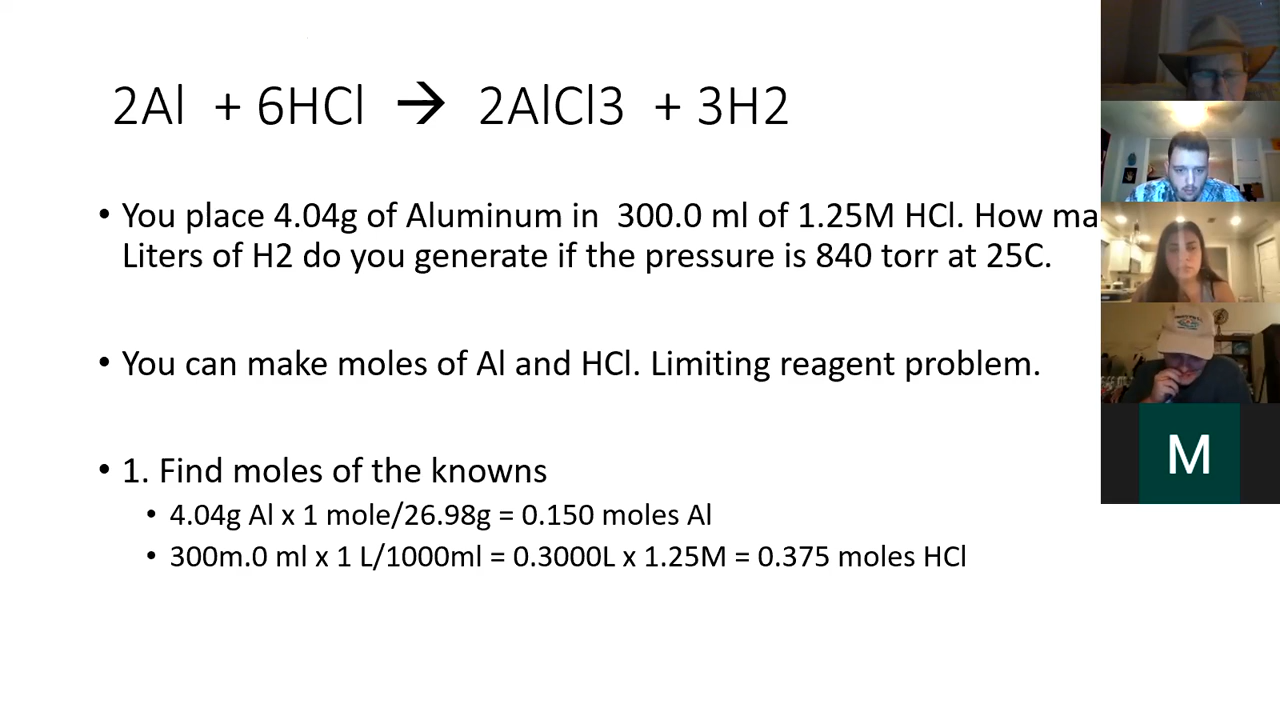 2Al + 6HCl → 2AlCl3 + 3H2
• You place 4.04g of Aluminum in 300.0 ml of 1.25M HCl. How ma
Liters of H2 do you generate if the pressure is 840 torr at 25C.
• You can make moles of Al and HCl. Limiting reagent problem.
• 1. Find moles of the knowns
• 4.04g Al x 1 mole/26.98g = 0.150 moles Al
• 300m.0 ml x 1 L/1000ml = 0.3000L x 1.25M = 0.375 moles HCl
M